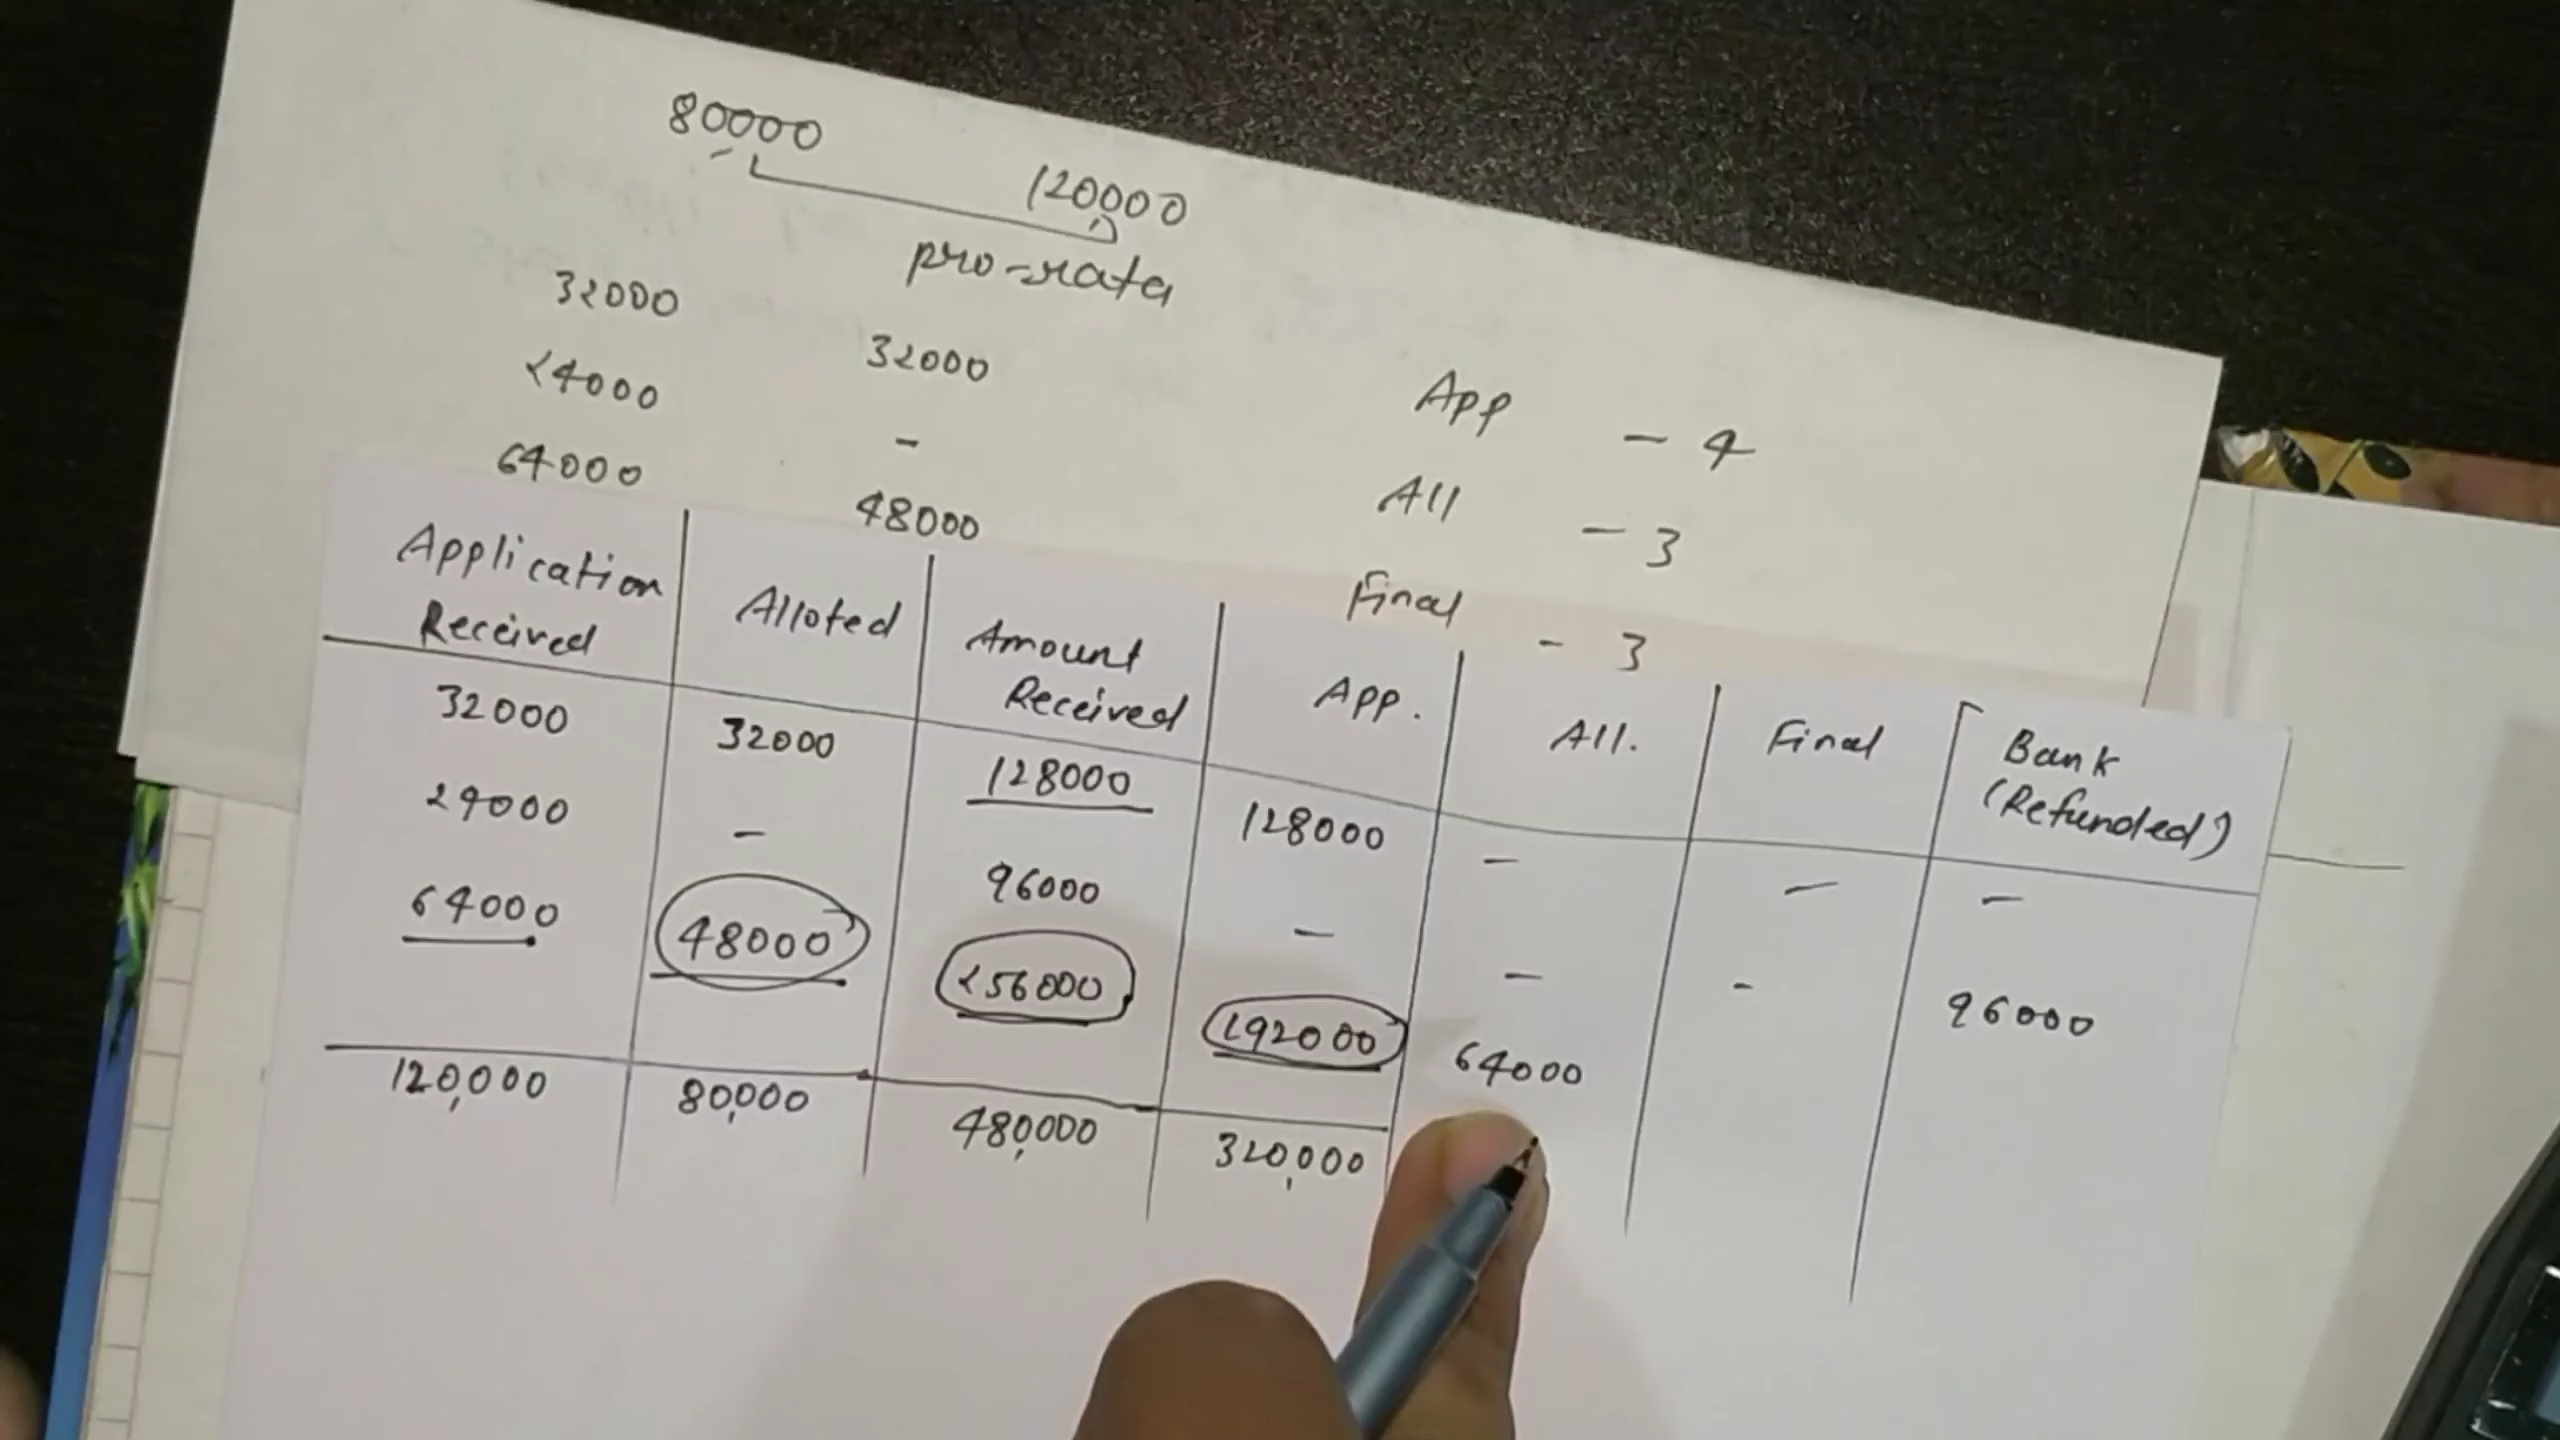 80000 120000
pro-rata
32000 32000
24000 -
64000 48000
App - 4
All - 3
Final - 3
Application Received | Alloted | Amount Received | App. | All. | Final | Bank (Refunded)
32000 32000 128000 128000 - - -
24000 - 96000 - - - 96000
64000 48000 256000 192000 64000
120,000 80,000 480,000 320,000